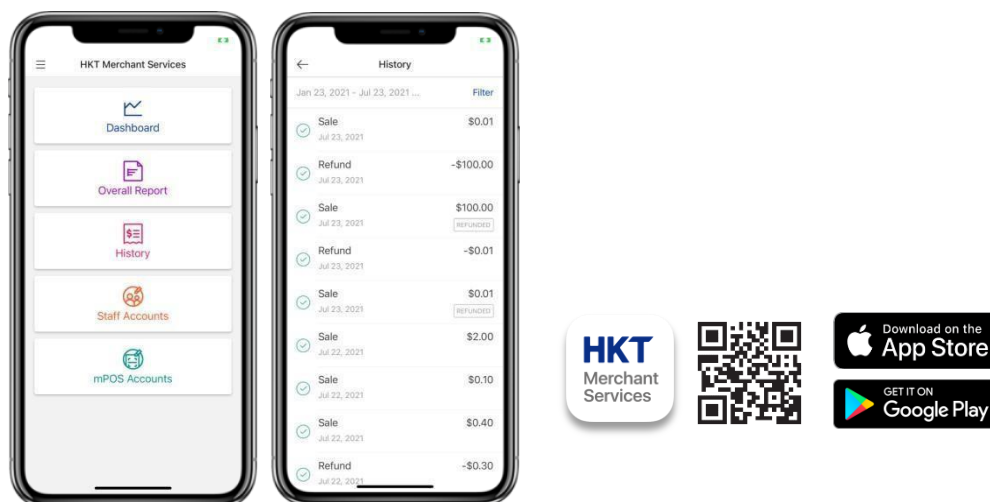 HKT Merchant Services
Dashboard
Overall Report
History
Staff Accounts
mPOS Accounts
History
Jan 23, 2021 - Jul 23, 2021 ... Filter
Sale $0.01
Jul 23, 2021
Refund -$100.00
Jul 23, 2021
Sale $100.00
Jul 23, 2021 REFUNDED
Refund -$0.01
Jul 23, 2021
Sale $0.01
Jul 23, 2021 REFUNDED
Sale $2.00
Jul 22, 2021
Sale $0.10
Jul 22, 2021
Sale $0.40
Jul 22, 2021
Refund -$0.30
Jul 22, 2021
HKT
Merchant
Services
Download on the
App Store
GET IT ON
Google Play